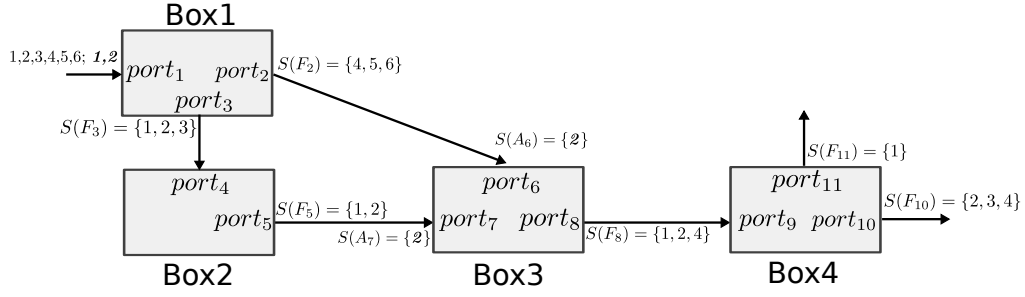 Box1
1,2,3,4,5,6; 1,2
port₁ port₂
port₃
S(F₂) = {4, 5, 6}
S(F₃) = {1, 2, 3}
S(A₆) = {2}
S(F₁₁) = {1}
port₄
port₅
port₆
port₇ port₈
port₁₁
port₉ port₁₀
S(F₅) = {1, 2}
S(A₇) = {2}
S(F₈) = {1, 2, 4}
S(F₁₀) = {2, 3, 4}
Box2
Box3
Box4